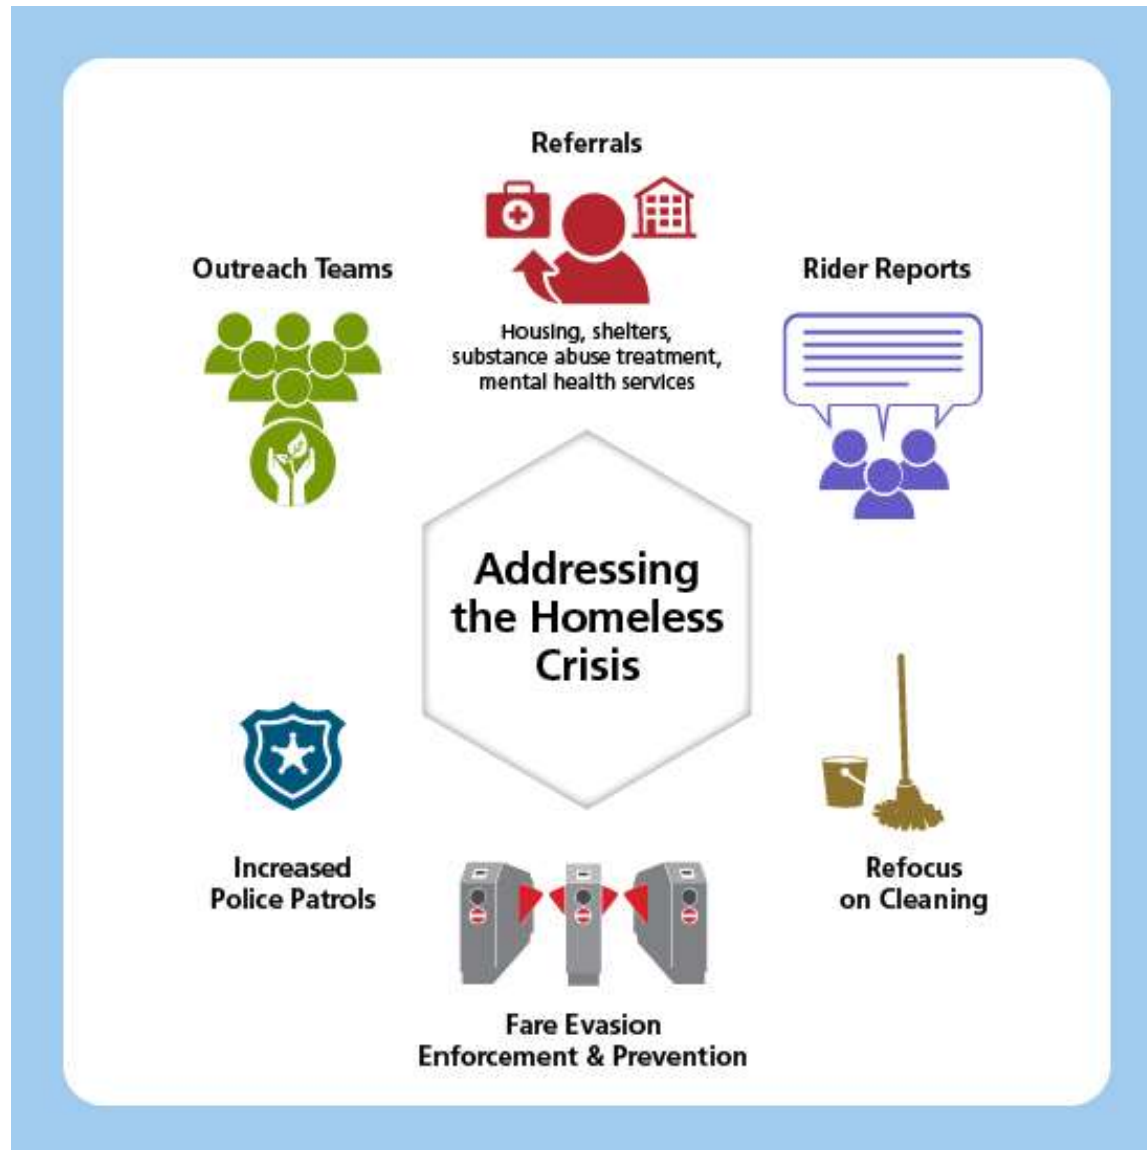 Referrals
Housing, shelters,
substance abuse treatment,
mental health services
Outreach Teams
Rider Reports
Addressing
the Homeless
Crisis
Increased
Police Patrols
Refocus
on Cleaning
Fare Evasion
Enforcement & Prevention